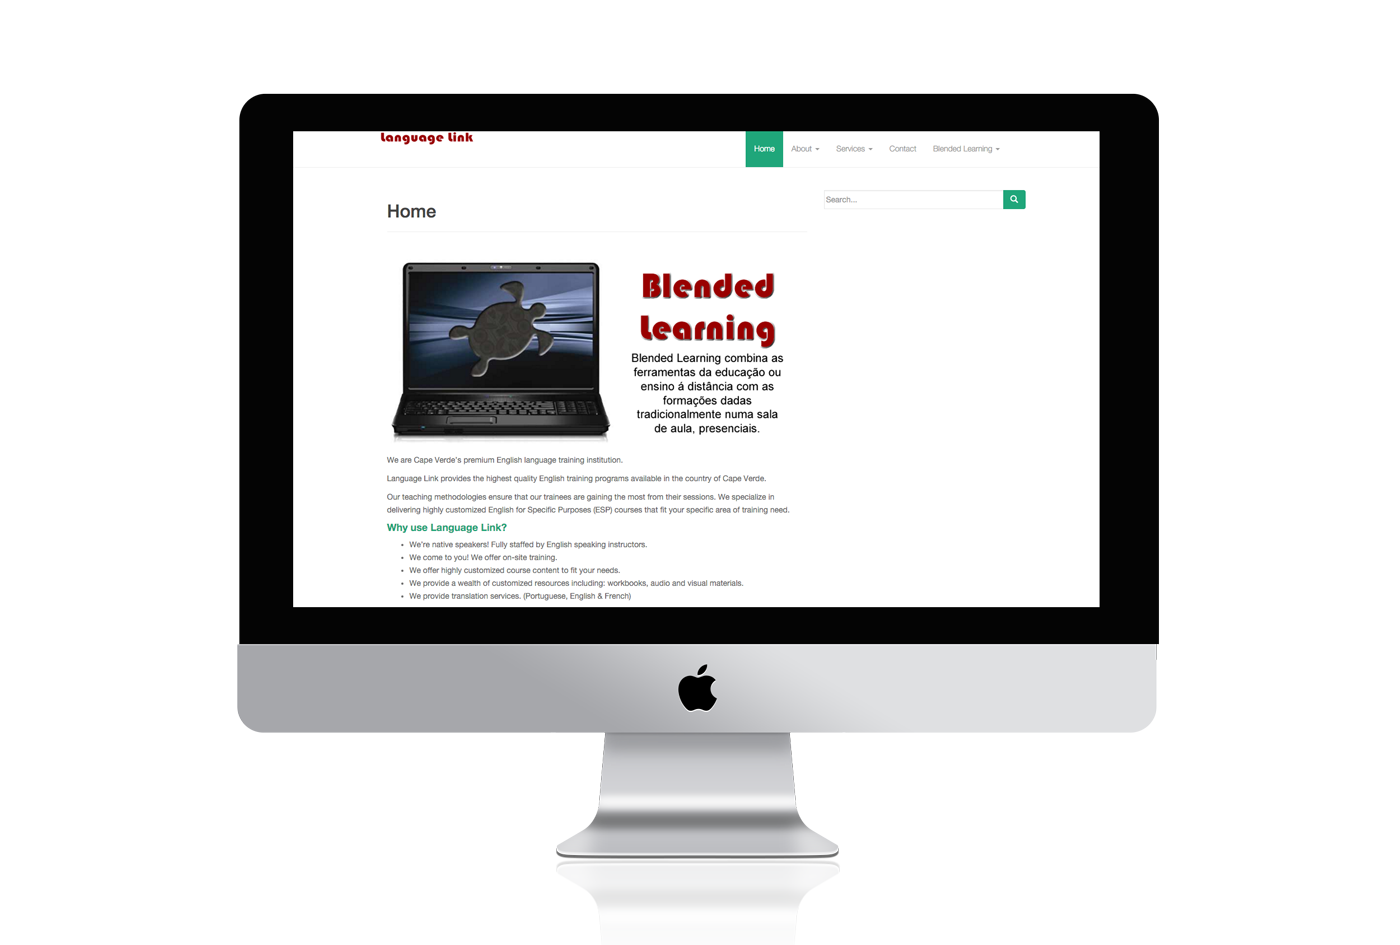 Language Link
Home
About
Services
Contact
Blended Learning
Search...
Home
Blended
Learning
Blended Learning combina as
ferramentas da educação ou
ensino á distância com as
formações dadas
tradicionalmente numa sala
de aula, presenciais.
We are Cape Verde's premium English language training institution.
Language Link provides the highest quality English training programs available in the country of Cape Verde.
Our teaching methodologies ensure that our trainees are gaining the most from their sessions. We specialize in
delivering highly customized English for Specific Purposes (ESP) courses that fit your specific area of training need.
Why use Language Link?
• We're native speakers! Fully staffed by English speaking instructors.
• We come to you! We offer on-site training.
• We offer highly customized course content to fit your needs.
• We provide a wealth of customized resources including: workbooks, audio and visual materials.
• We provide translation services. (Portuguese, English & French)